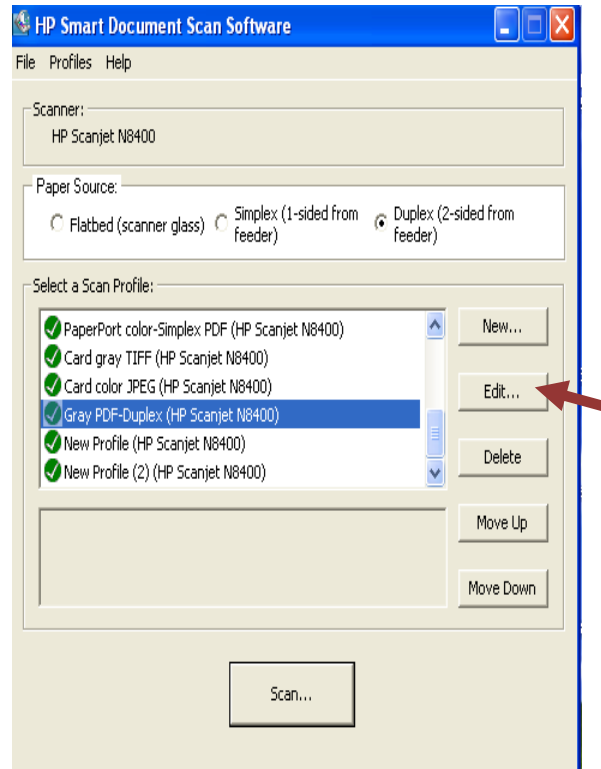 HP Smart Document Scan Software
File Profiles Help
Scanner:
HP Scanjet N8400
Paper Source:
Flatbed (scanner glass)
Simplex (1-sided from
feeder)
Duplex (2-sided from
feeder)
Select a Scan Profile:
PaperPort color-Simplex PDF (HP Scanjet N8400)
Card gray TIFF (HP Scanjet N8400)
Card color JPEG (HP Scanjet N8400)
Gray PDF-Duplex (HP Scanjet N8400)
New Profile (HP Scanjet N8400)
New Profile (2) (HP Scanjet N8400)
New...
Edit...
Delete
Move Up
Move Down
Scan...